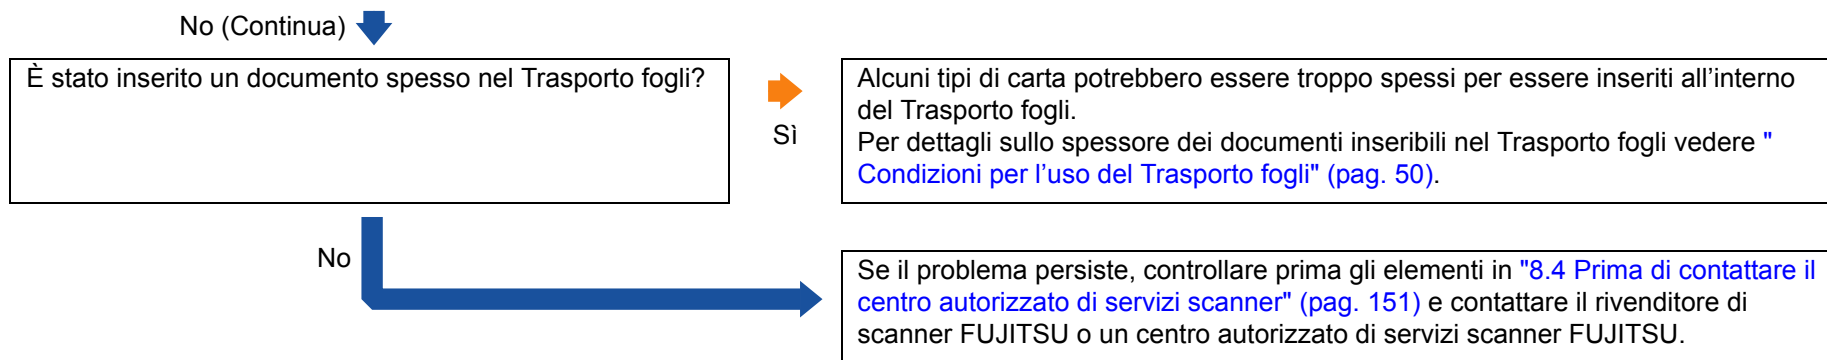 No (Continua)
È stato inserito un documento spesso nel Trasporto fogli?
Sì
Alcuni tipi di carta potrebbero essere troppo spessi per essere inseriti all’interno
del Trasporto fogli.
Per dettagli sullo spessore dei documenti inseribili nel Trasporto fogli vedere "
Condizioni per l’uso del Trasporto fogli" (pag. 50).
No
Se il problema persiste, controllare prima gli elementi in "8.4 Prima di contattare il
centro autorizzato di servizi scanner" (pag. 151) e contattare il rivenditore di
scanner FUJITSU o un centro autorizzato di servizi scanner FUJITSU.